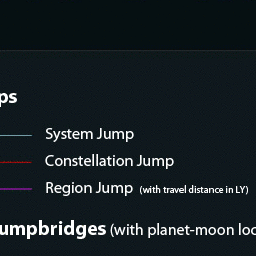 ps
System Jump
Constellation Jump
Region Jump (with travel distance in LY)
umpbridges (with planet-moon loc